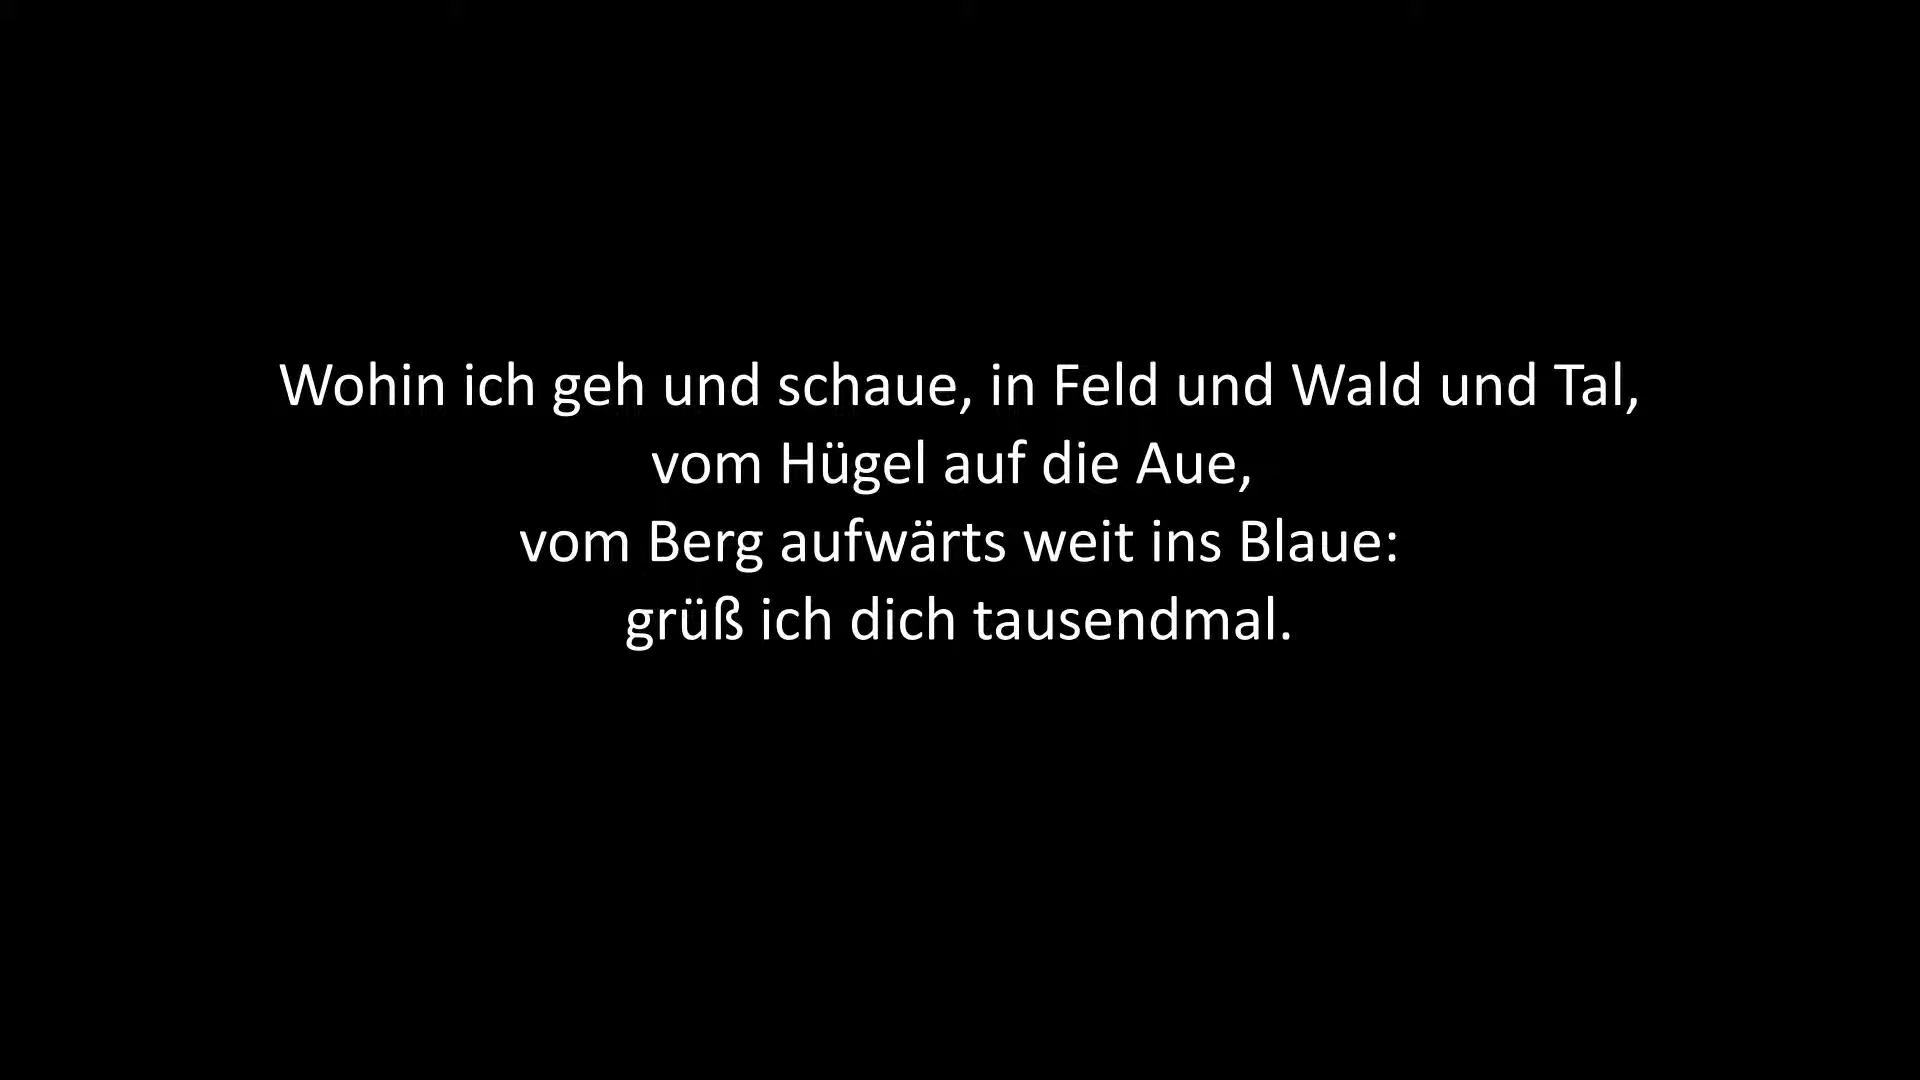 Wohin ich geh und schaue, in Feld und Wald und Tal,
vom Hügel auf die Aue,
vom Berg aufwärts weit ins Blaue:
grüß ich dich tausendmal.